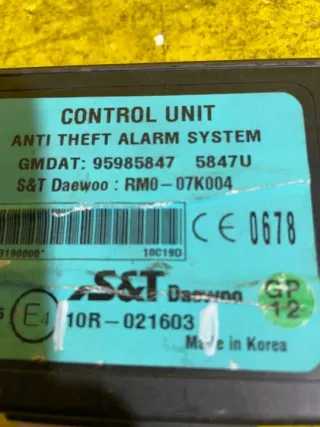 CONTROL UNIT
ANTI THEFT ALARM SYSTEM
GMDAT: 95985847 5847U
S&T Daewoo : RM0-07K004
CE 0678
10C19D
S&T Daewoo
GP
12
E4
10R-021603
Made in Korea